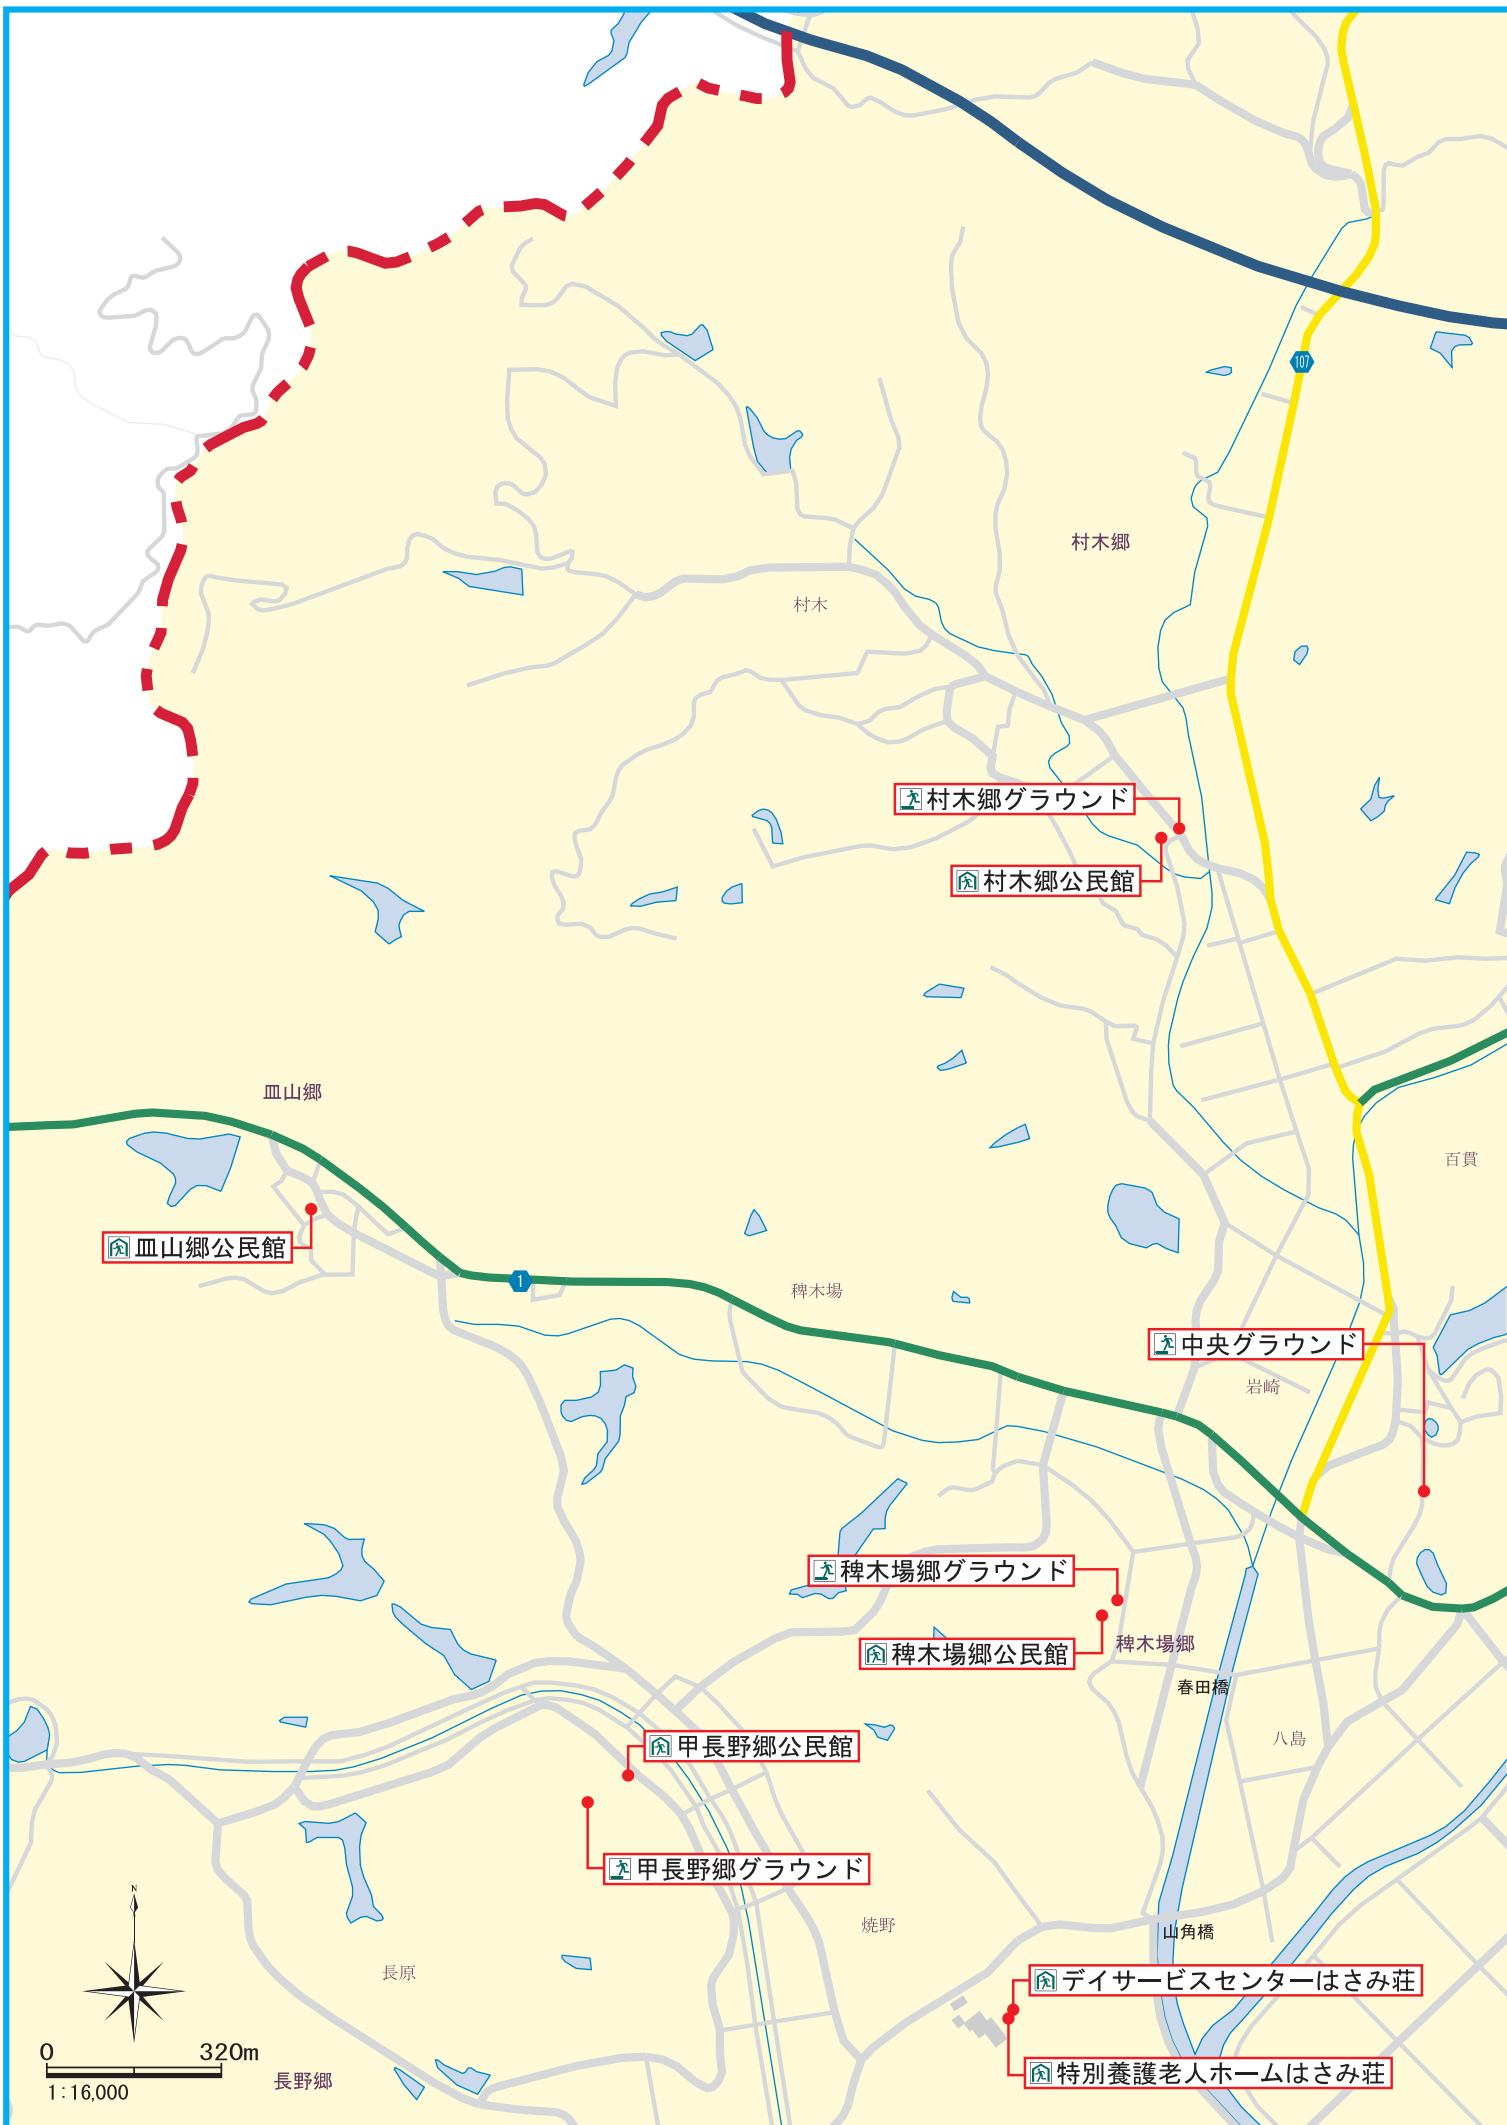 107
村木郷
村木
村木郷グラウンド
村木郷公民館
皿山郷
百貫
皿山郷公民館
1
稗木場
中央グラウンド
岩崎
稗木場郷グラウンド
稗木場郷
稗木場郷公民館
春田橋
八島
甲長野郷公民館
甲長野郷グラウンド
N
焼野
山角橋
長原
デイサービスセンターはさみ荘
0 320m
1:16,000
長野郷
特別養護老人ホームはさみ荘